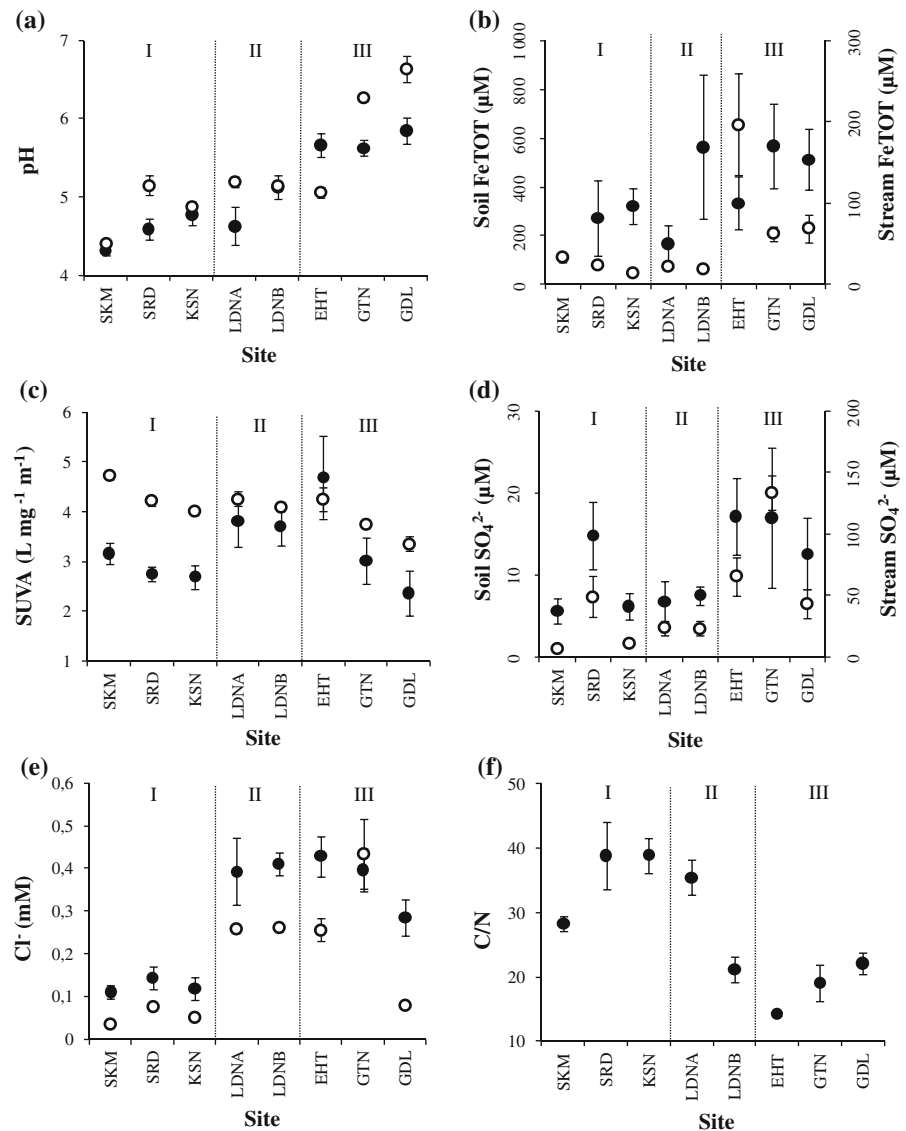 (a)
7
6
5
4
pH
I
II
III
SKM
SRD
KSN
LDNA
LDNB
EHT
GTN
GDL
Site
(b)
1000
800
600
400
200
0
Soil FeTOT (µM)
I
II
III
300
200
100
0
Stream FeTOT (µM)
SKM
SRD
KSN
LDNA
LDNB
EHT
GTN
GDL
Site
(c)
6
5
4
3
2
1
SUVA (L mg⁻¹ m⁻¹)
I
II
III
SKM
SRD
KSN
LDNA
LDNB
EHT
GTN
GDL
Site
(d)
30
20
10
0
Soil SO₄²⁻ (µM)
I
II
III
200
150
100
50
0
Stream SO₄²⁻ (µM)
SKM
SRD
KSN
LDNA
LDNB
EHT
GTN
GDL
Site
(e)
0,6
0,5
0,4
0,3
0,2
0,1
0
Cl⁻ (mM)
I
II
III
SKM
SRD
KSN
LDNA
LDNB
EHT
GTN
GDL
Site
(f)
50
40
30
20
10
C/N
I
II
III
SKM
SRD
KSN
LDNA
LDNB
EHT
GTN
GDL
Site